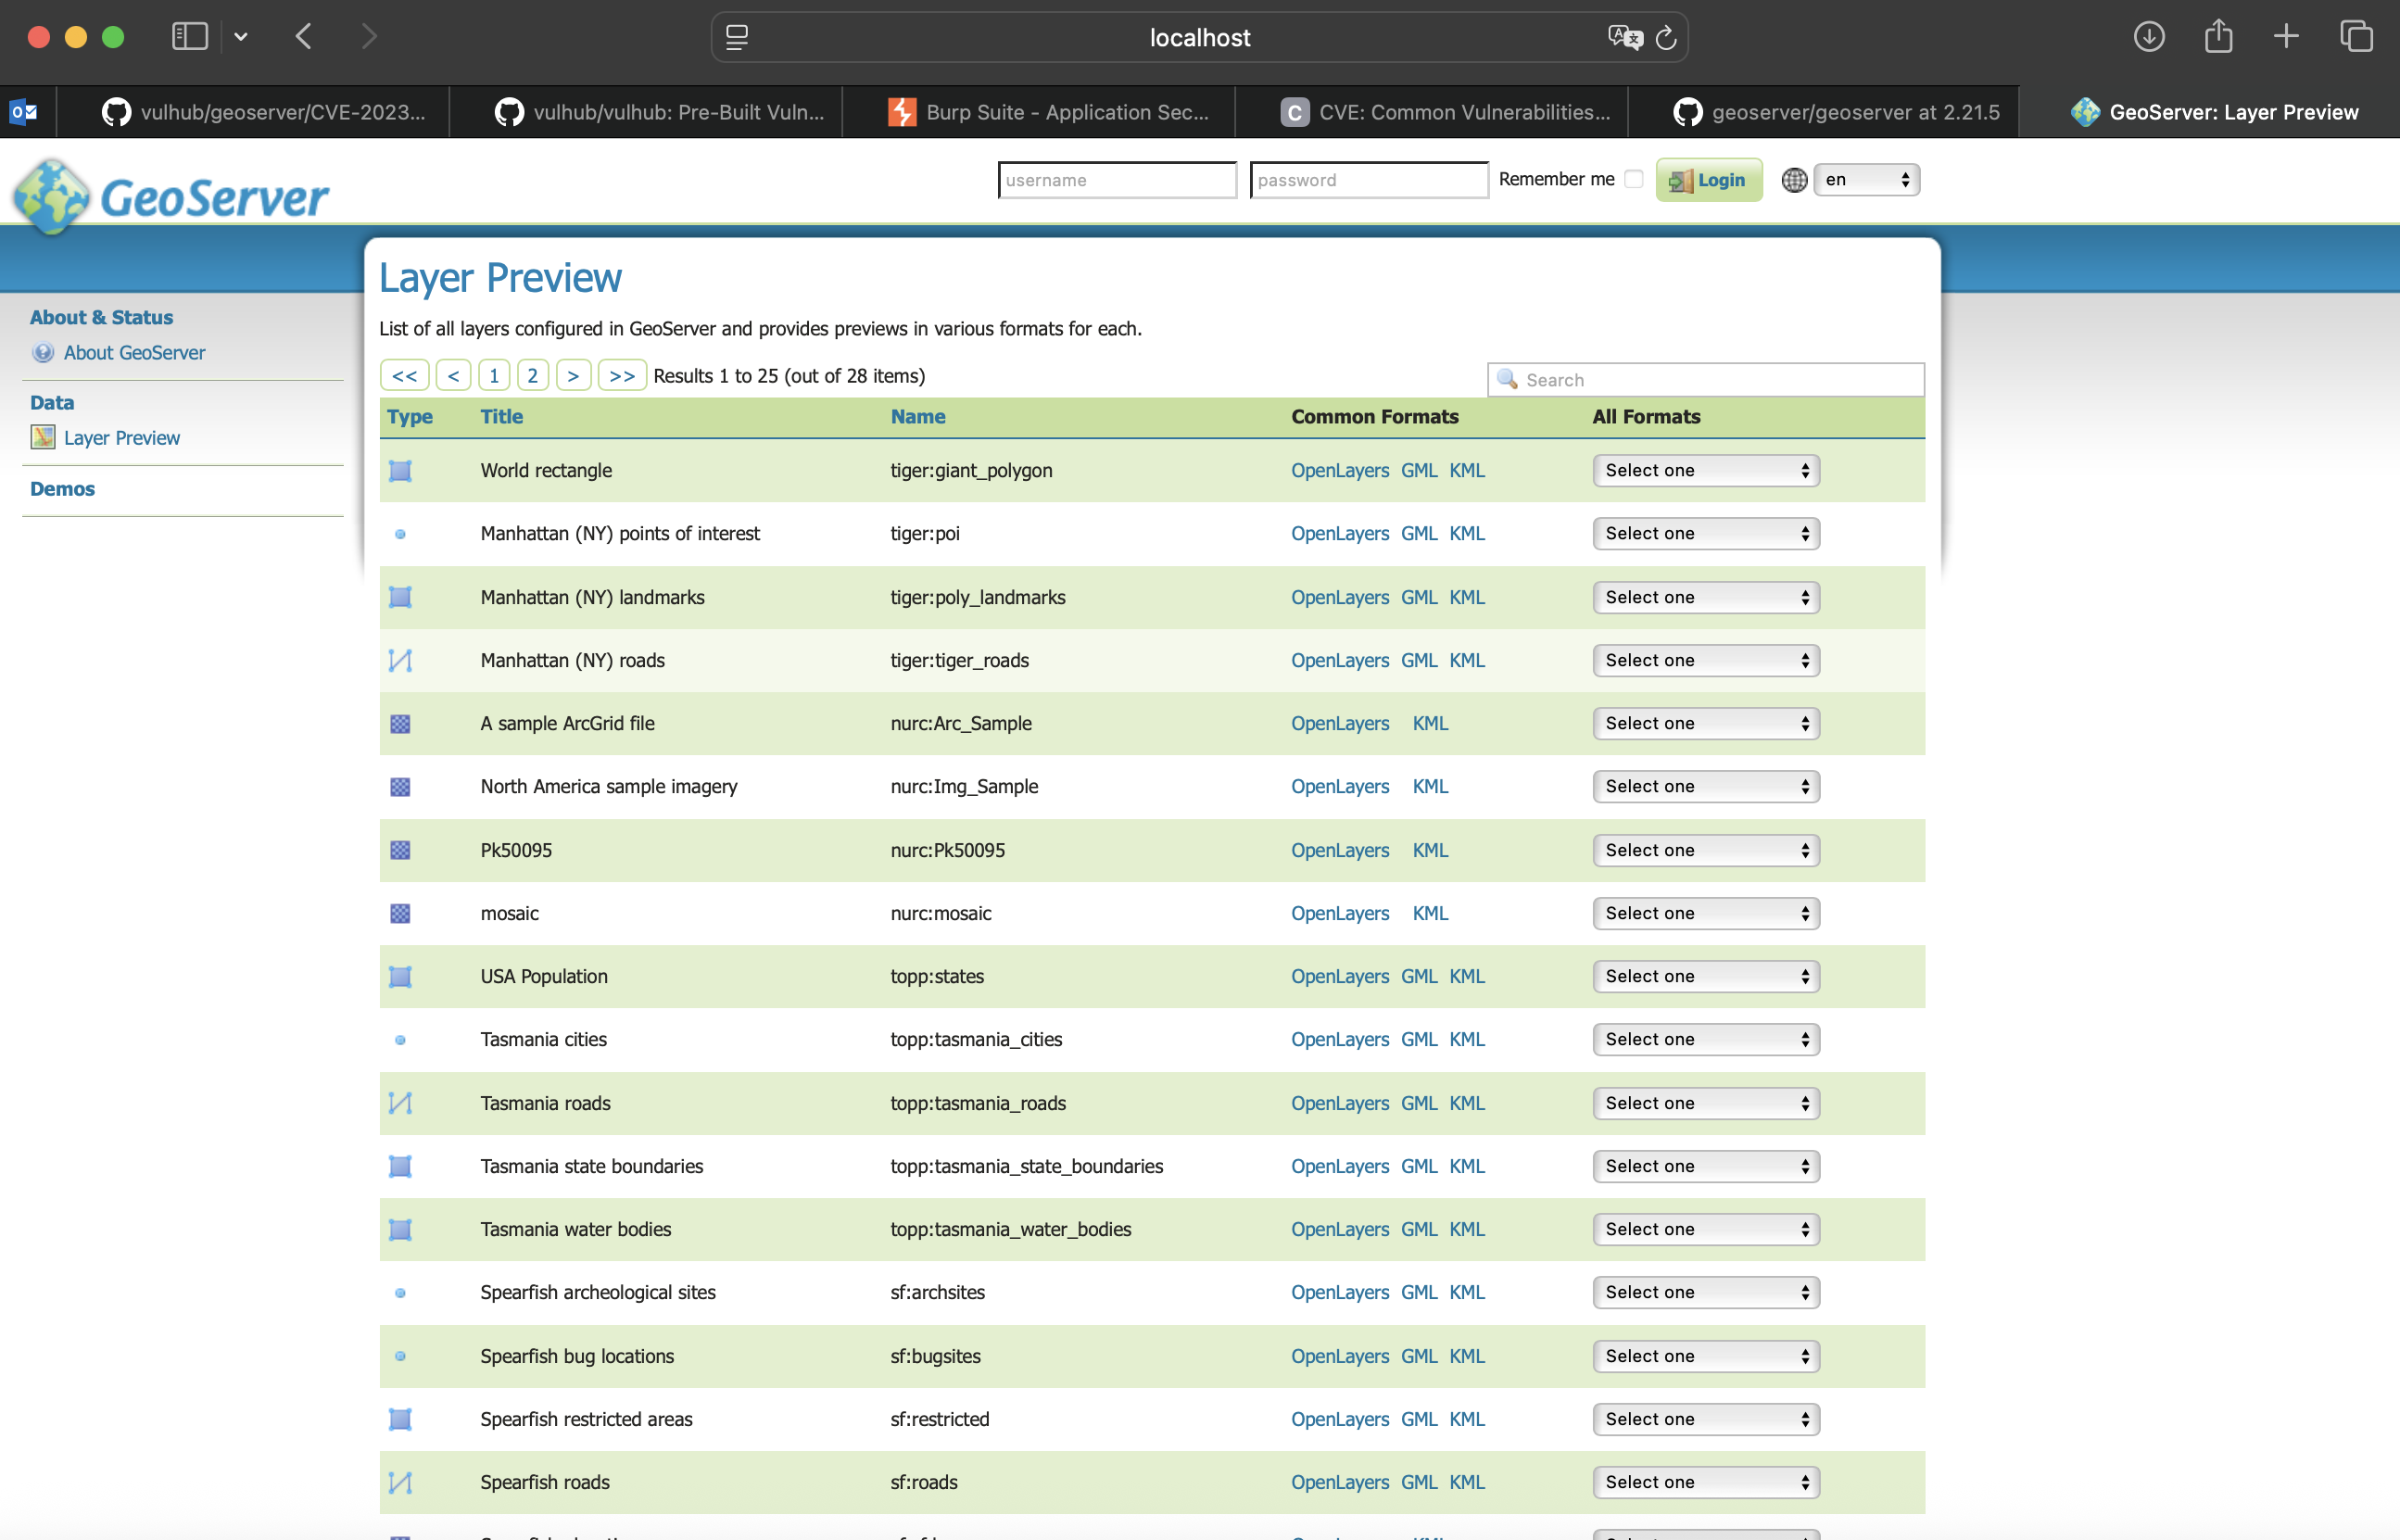 localhost
vulhub/geoserver/CVE-2023...
vulhub/vulhub: Pre-Built Vuln...
Burp Suite - Application Sec...
C CVE: Common Vulnerabilities...
geoserver/geoserver at 2.21.5
GeoServer: Layer Preview
GeoServer
username
password
Remember me
Login
en
About & Status
About GeoServer
Data
Layer Preview
Demos
Layer Preview
List of all layers configured in GeoServer and provides previews in various formats for each.
<< < 1 2 > >> Results 1 to 25 (out of 28 items)
Search
Type Title Name Common Formats All Formats
World rectangle tiger:giant_polygon OpenLayers GML KML Select one
Manhattan (NY) points of interest tiger:poi OpenLayers GML KML Select one
Manhattan (NY) landmarks tiger:poly_landmarks OpenLayers GML KML Select one
Manhattan (NY) roads tiger:tiger_roads OpenLayers GML KML Select one
A sample ArcGrid file nurc:Arc_Sample OpenLayers KML Select one
North America sample imagery nurc:Img_Sample OpenLayers KML Select one
Pk50095 nurc:Pk50095 OpenLayers KML Select one
mosaic nurc:mosaic OpenLayers KML Select one
USA Population topp:states OpenLayers GML KML Select one
Tasmania cities topp:tasmania_cities OpenLayers GML KML Select one
Tasmania roads topp:tasmania_roads OpenLayers GML KML Select one
Tasmania state boundaries topp:tasmania_state_boundaries OpenLayers GML KML Select one
Tasmania water bodies topp:tasmania_water_bodies OpenLayers GML KML Select one
Spearfish archeological sites sf:archsites OpenLayers GML KML Select one
Spearfish bug locations sf:bugsites OpenLayers GML KML Select one
Spearfish restricted areas sf:restricted OpenLayers GML KML Select one
Spearfish roads sf:roads OpenLayers GML KML Select one